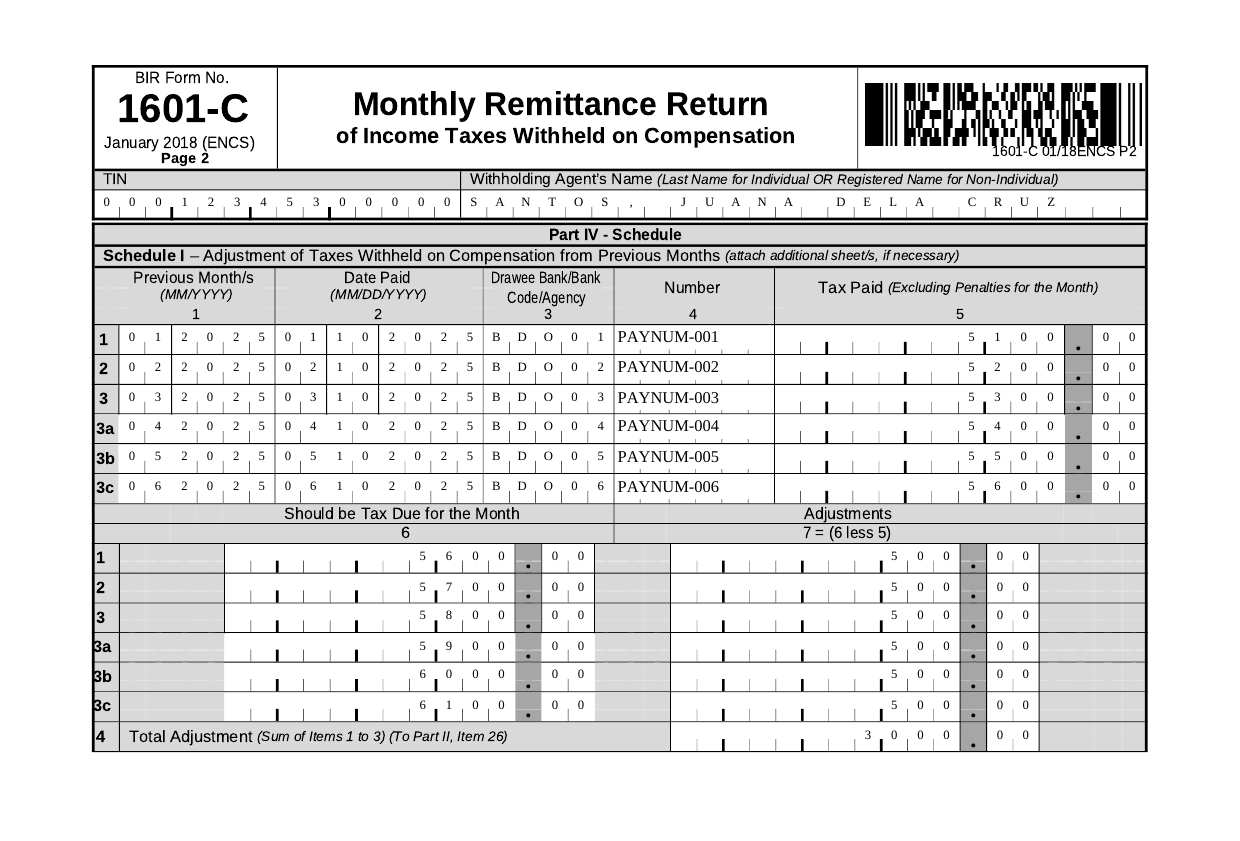 BIR Form No.
1601-C
January 2018 (ENCS)
Page 2
Monthly Remittance Return
of Income Taxes Withheld on Compensation
1601-C 01/18ENCS P2
TIN Withholding Agent's Name (Last Name for Individual OR Registered Name for Non-Individual)
0 0 0 1 2 3 4 5 3 0 0 0 0 0 S A N T O S , J U A N A D E L A C R U Z
Part IV - Schedule
Schedule I – Adjustment of Taxes Withheld on Compensation from Previous Months (attach additional sheet/s, if necessary)
Previous Month/s
(MM/YYYY)
1
Date Paid
(MM/DD/YYYY)
2
Drawee Bank/Bank
Code/Agency
3
Number
4
Tax Paid (Excluding Penalties for the Month)
5
1 0 1 2 0 2 5 0 1 1 0 2 0 2 5 B D O 0 1 PAYNUM-001 5 1 0 0 . 0 0
2 0 2 2 0 2 5 0 2 1 0 2 0 2 5 B D O 0 2 PAYNUM-002 5 2 0 0 . 0 0
3 0 3 2 0 2 5 0 3 1 0 2 0 2 5 B D O 0 3 PAYNUM-003 5 3 0 0 . 0 0
3a 0 4 2 0 2 5 0 4 1 0 2 0 2 5 B D O 0 4 PAYNUM-004 5 4 0 0 . 0 0
3b 0 5 2 0 2 5 0 5 1 0 2 0 2 5 B D O 0 5 PAYNUM-005 5 5 0 0 . 0 0
3c 0 6 2 0 2 5 0 6 1 0 2 0 2 5 B D O 0 6 PAYNUM-006 5 6 0 0 . 0 0
Should be Tax Due for the Month Adjustments
6 7 = (6 less 5)
1 5 6 0 0 . 0 0 5 0 0 . 0 0
2 5 7 0 0 . 0 0 5 0 0 . 0 0
3 5 8 0 0 . 0 0 5 0 0 . 0 0
3a 5 9 0 0 . 0 0 5 0 0 . 0 0
3b 6 0 0 0 . 0 0 5 0 0 . 0 0
3c 6 1 0 0 . 0 0 5 0 0 . 0 0
4 Total Adjustment (Sum of Items 1 to 3) (To Part II, Item 26) 3 0 0 0 . 0 0